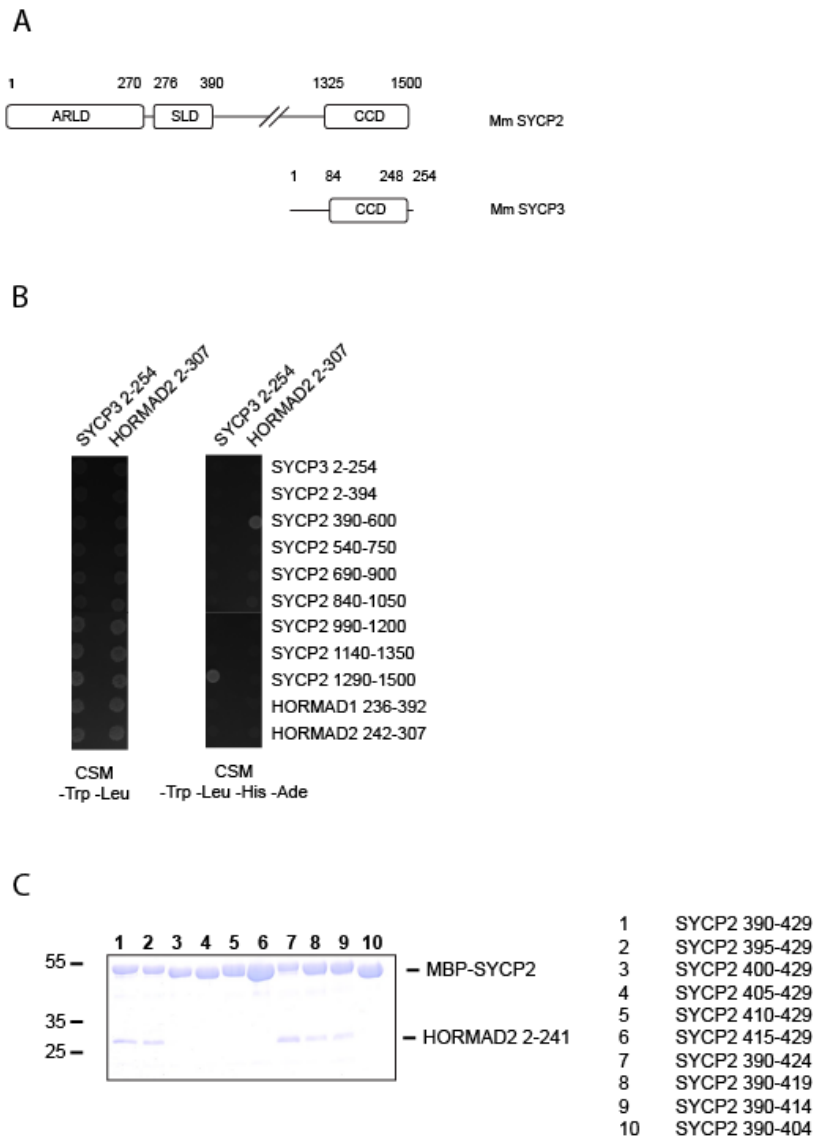 A
1 270 276 390 1325 1500
ARLD SLD CCD Mm SYCP2
1 84 248 254
CCD Mm SYCP3
B
SYCP3 2-254
HORMAD2 2-307
SYCP3 2-254
HORMAD2 2-307
SYCP3 2-254
SYCP2 2-394
SYCP2 390-600
SYCP2 540-750
SYCP2 690-900
SYCP2 840-1050
SYCP2 990-1200
SYCP2 1140-1350
SYCP2 1290-1500
HORMAD1 236-392
HORMAD2 242-307
CSM
-Trp -Leu
CSM
-Trp -Leu -His -Ade
C
1 2 3 4 5 6 7 8 9 10
55
35
25
MBP-SYCP2
HORMAD2 2-241
1 SYCP2 390-429
2 SYCP2 395-429
3 SYCP2 400-429
4 SYCP2 405-429
5 SYCP2 410-429
6 SYCP2 415-429
7 SYCP2 390-424
8 SYCP2 390-419
9 SYCP2 390-414
10 SYCP2 390-404